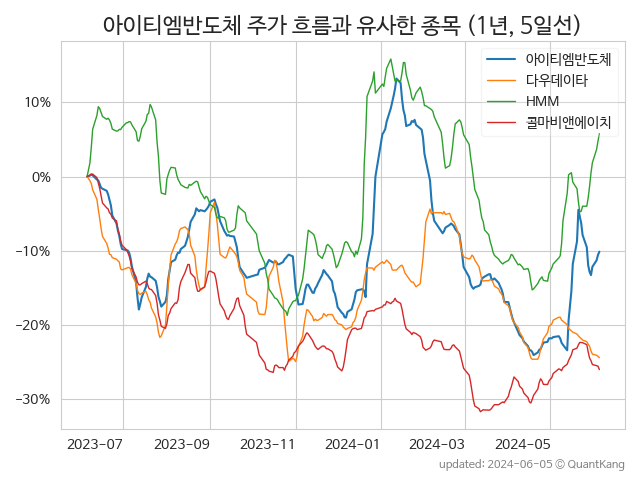 아이티엠반도체 주가 흐름과 유사한 종목 (1년, 5일선)
아이티엠반도체
다우데이타
HMM
콜마비앤에이치
10%
0%
−10%
−20%
−30%
2023-07 2023-09 2023-11 2024-01 2024-03 2024-05
updated: 2024-06-05 © QuantKang